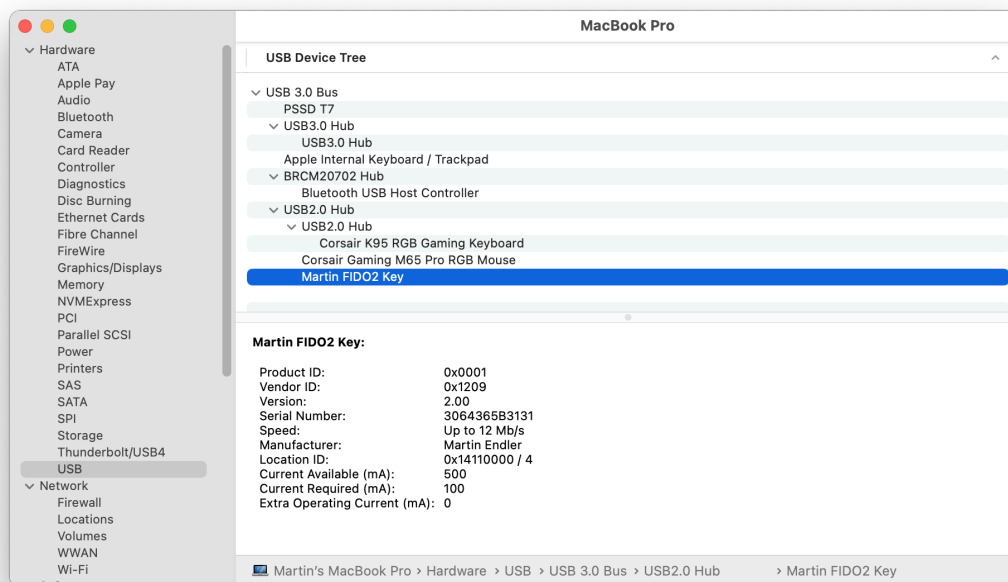 MacBook Pro
Hardware
ATA
Apple Pay
Audio
Bluetooth
Camera
Card Reader
Controller
Diagnostics
Disc Burning
Ethernet Cards
Fibre Channel
FireWire
Graphics/Displays
Memory
NVMExpress
PCI
Parallel SCSI
Power
Printers
SAS
SATA
SPI
Storage
Thunderbolt/USB4
USB
Network
Firewall
Locations
Volumes
WWAN
Wi-Fi
USB Device Tree
USB 3.0 Bus
PSSD T7
USB3.0 Hub
USB3.0 Hub
Apple Internal Keyboard / Trackpad
BRCM20702 Hub
Bluetooth USB Host Controller
USB2.0 Hub
USB2.0 Hub
Corsair K95 RGB Gaming Keyboard
Corsair Gaming M65 Pro RGB Mouse
Martin FIDO2 Key
Martin FIDO2 Key:
Product ID: 0x0001
Vendor ID: 0x1209
Version: 2.00
Serial Number: 3064365B3131
Speed: Up to 12 Mb/s
Manufacturer: Martin Endler
Location ID: 0x14110000 / 4
Current Available (mA): 500
Current Required (mA): 100
Extra Operating Current (mA): 0
Martin's MacBook Pro › Hardware › USB › USB 3.0 Bus › USB2.0 Hub › Martin FIDO2 Key